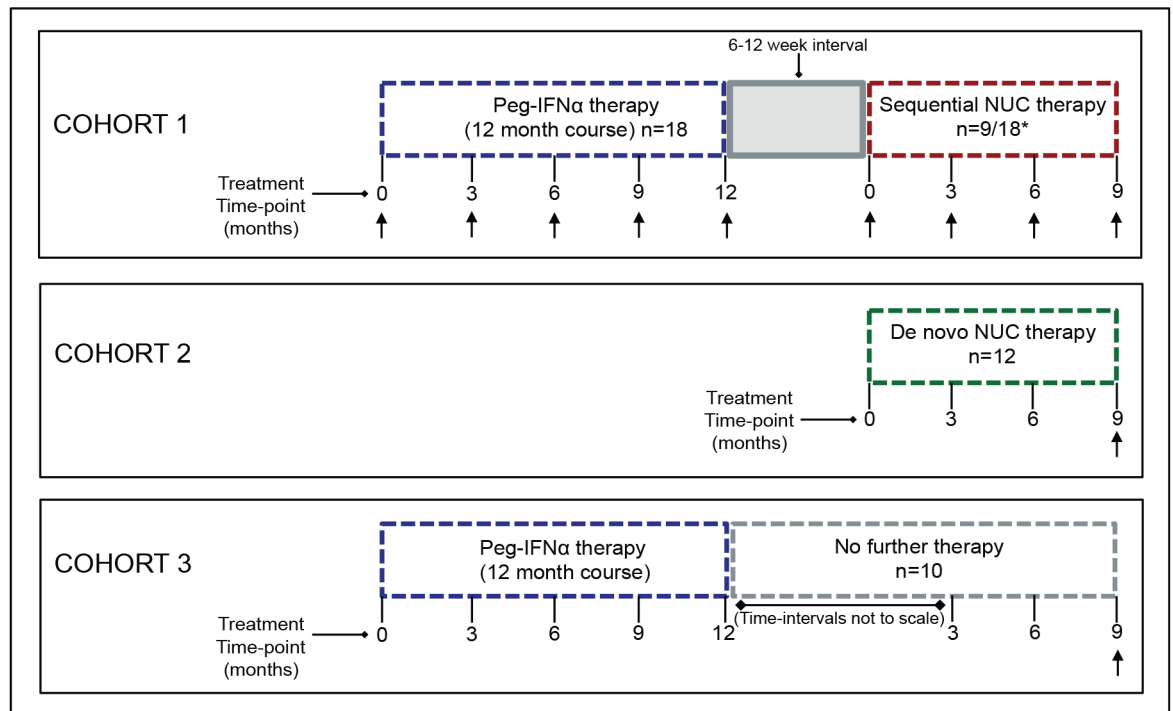 6-12 week interval
COHORT 1
Peg-IFNα therapy
(12 month course) n=18
Sequential NUC therapy
n=9/18*
Treatment
Time-point
(months)
0 3 6 9 12 0 3 6 9
COHORT 2
De novo NUC therapy
n=12
Treatment
Time-point
(months)
0 3 6 9
COHORT 3
Peg-IFNα therapy
(12 month course)
No further therapy
n=10
(Time-intervals not to scale)
Treatment
Time-point
(months)
0 3 6 9 12 3 6 9